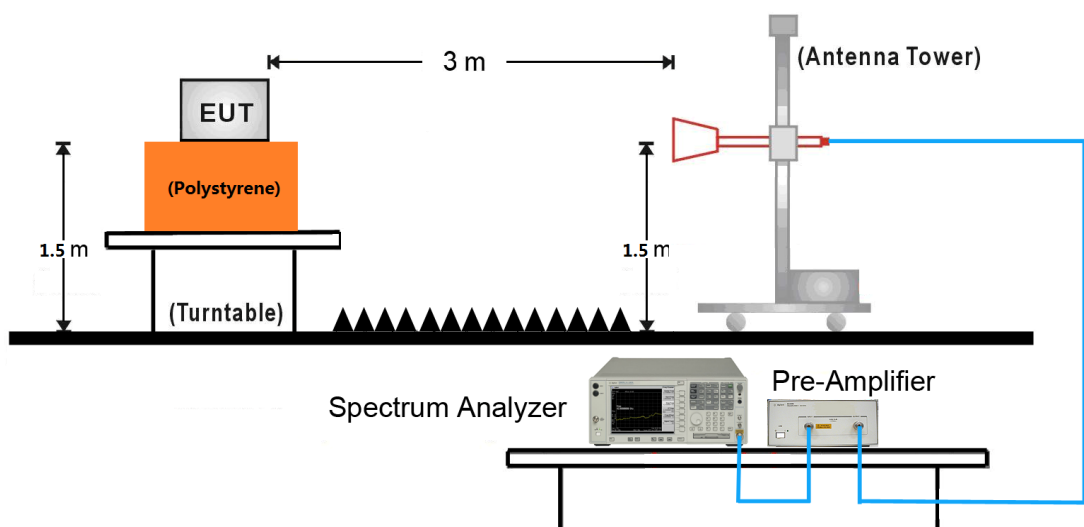 3 m
(Antenna Tower)
EUT
(Polystyrene)
1.5 m
1.5 m
(Turntable)
Spectrum Analyzer
Pre-Amplifier